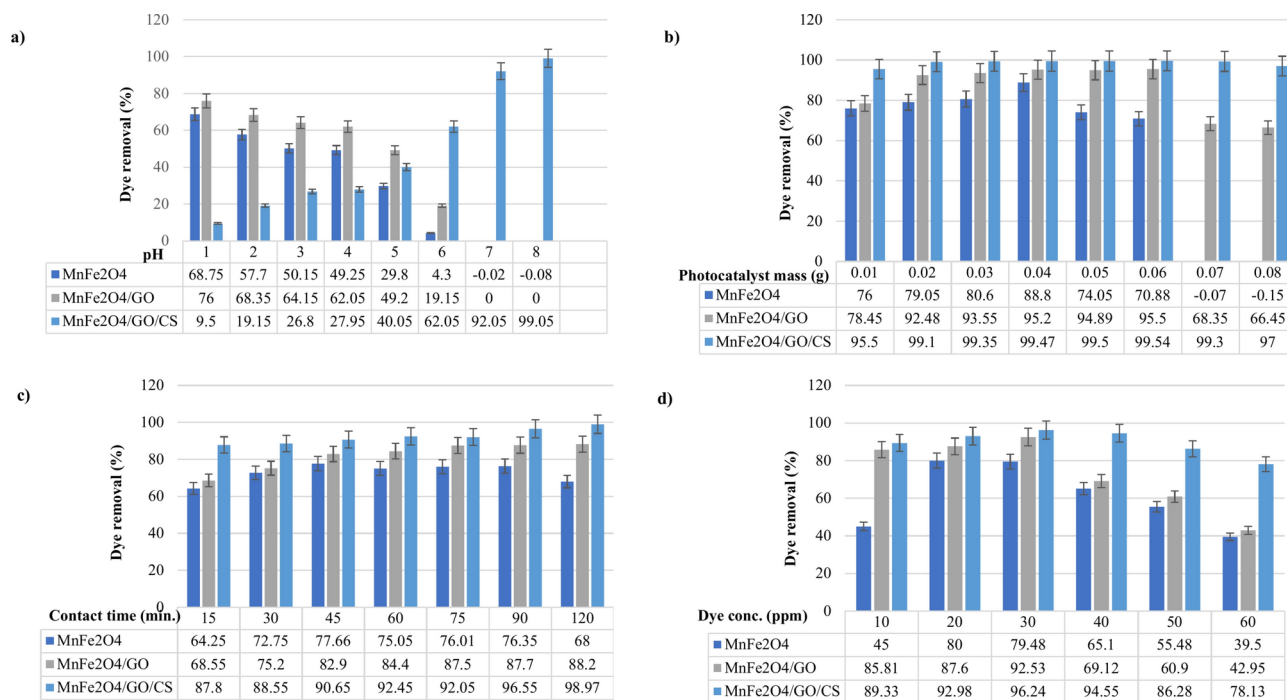 a)
120
100
80
60
40
20
0
Dye removal (%)
pH 1 2 3 4 5 6 7 8
MnFe2O4 68.75 57.7 50.15 49.25 29.8 4.3 -0.02 -0.08
MnFe2O4/GO 76 68.35 64.15 62.05 49.2 19.15 0 0
MnFe2O4/GO/CS 9.5 19.15 26.8 27.95 40.05 62.05 92.05 99.05
b)
120
100
80
60
40
20
0
Dye removal (%)
Photocatalyst mass (g) 0.01 0.02 0.03 0.04 0.05 0.06 0.07 0.08
MnFe2O4 76 79.05 80.6 88.8 74.05 70.88 -0.07 -0.15
MnFe2O4/GO 78.45 92.48 93.55 95.2 94.89 95.5 68.35 66.45
MnFe2O4/GO/CS 95.5 99.1 99.35 99.47 99.5 99.54 99.3 97
c)
120
100
80
60
40
20
0
Dye removal (%)
Contact time (min.) 15 30 45 60 75 90 120
MnFe2O4 64.25 72.75 77.66 75.05 76.01 76.35 68
MnFe2O4/GO 68.55 75.2 82.9 84.4 87.5 87.7 88.2
MnFe2O4/GO/CS 87.8 88.55 90.65 92.45 92.05 96.55 98.97
d)
120
100
80
60
40
20
0
Dye removal (%)
Dye conc. (ppm) 10 20 30 40 50 60
MnFe2O4 45 80 79.48 65.1 55.48 39.5
MnFe2O4/GO 85.81 87.6 92.53 69.12 60.9 42.95
MnFe2O4/GO/CS 89.33 92.98 96.24 94.55 86.28 78.13